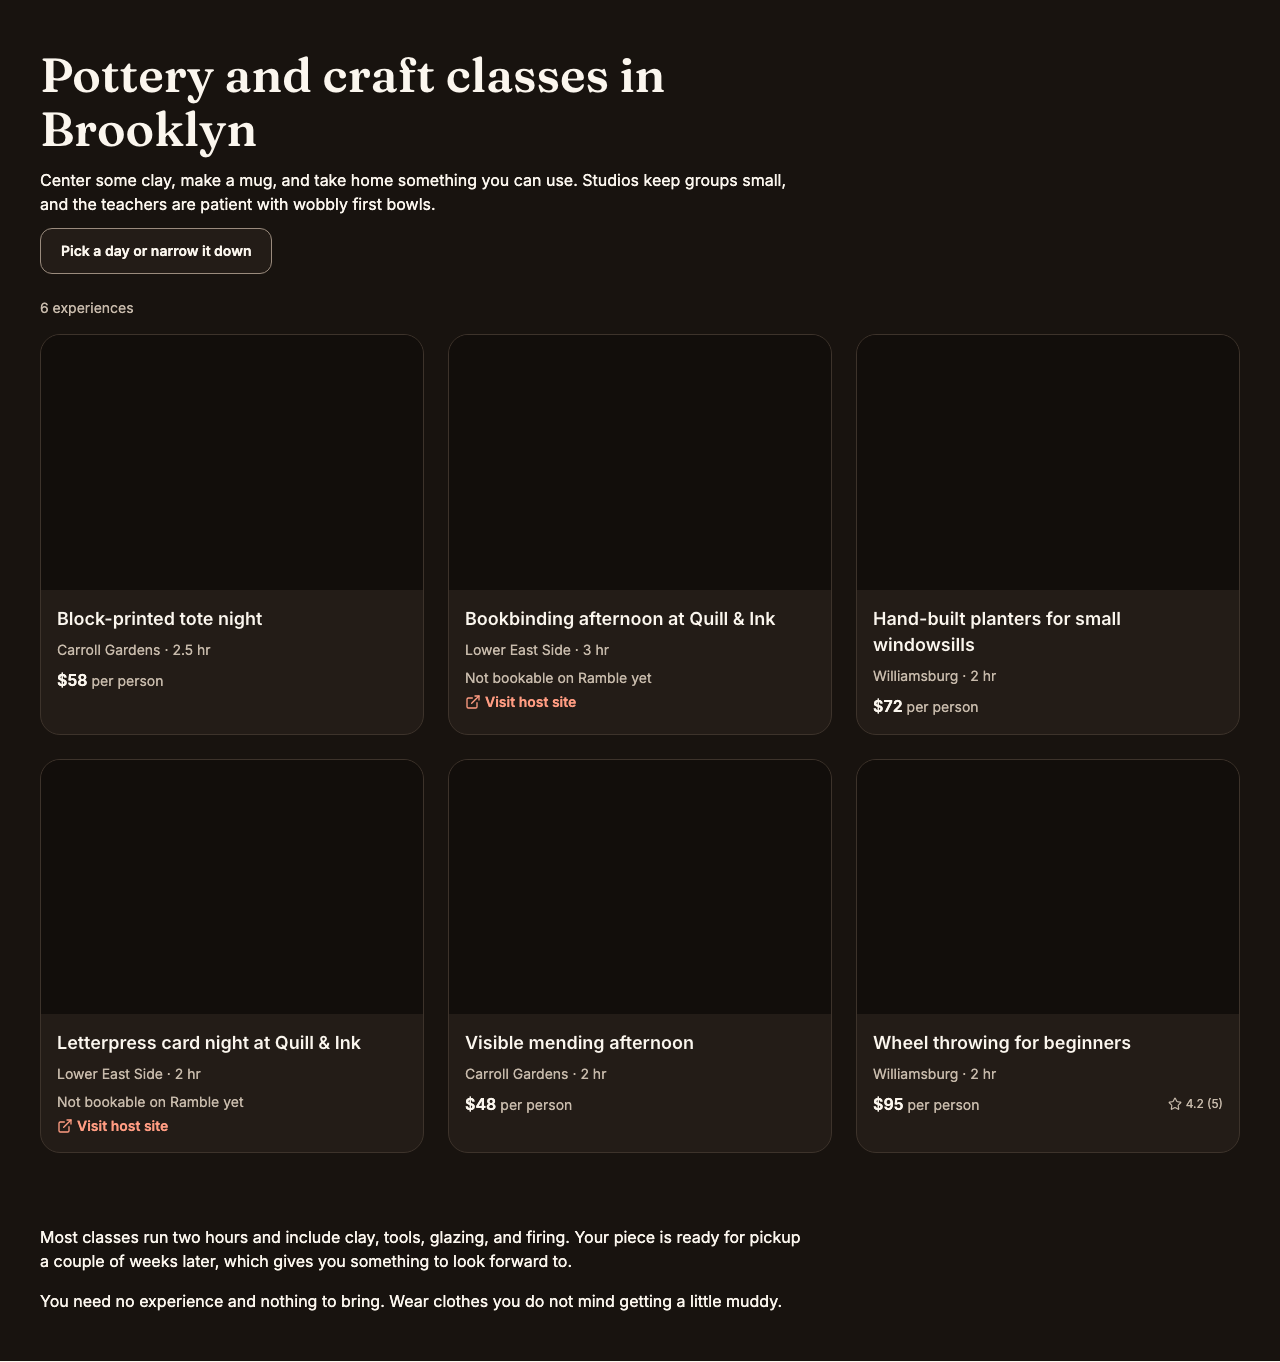 Pottery and craft classes in
Brooklyn
Center some clay, make a mug, and take home something you can use. Studios keep groups small,
and the teachers are patient with wobbly first bowls.
Pick a day or narrow it down
6 experiences
Block-printed tote night
Carroll Gardens · 2.5 hr
$58 per person
Bookbinding afternoon at Quill & Ink
Lower East Side · 3 hr
Not bookable on Ramble yet
Visit host site
Hand-built planters for small
windowsills
Williamsburg · 2 hr
$72 per person
Letterpress card night at Quill & Ink
Lower East Side · 2 hr
Not bookable on Ramble yet
Visit host site
Visible mending afternoon
Carroll Gardens · 2 hr
$48 per person
Wheel throwing for beginners
Williamsburg · 2 hr
$95 per person
4.2 (5)
Most classes run two hours and include clay, tools, glazing, and firing. Your piece is ready for pickup
a couple of weeks later, which gives you something to look forward to.
You need no experience and nothing to bring. Wear clothes you do not mind getting a little muddy.